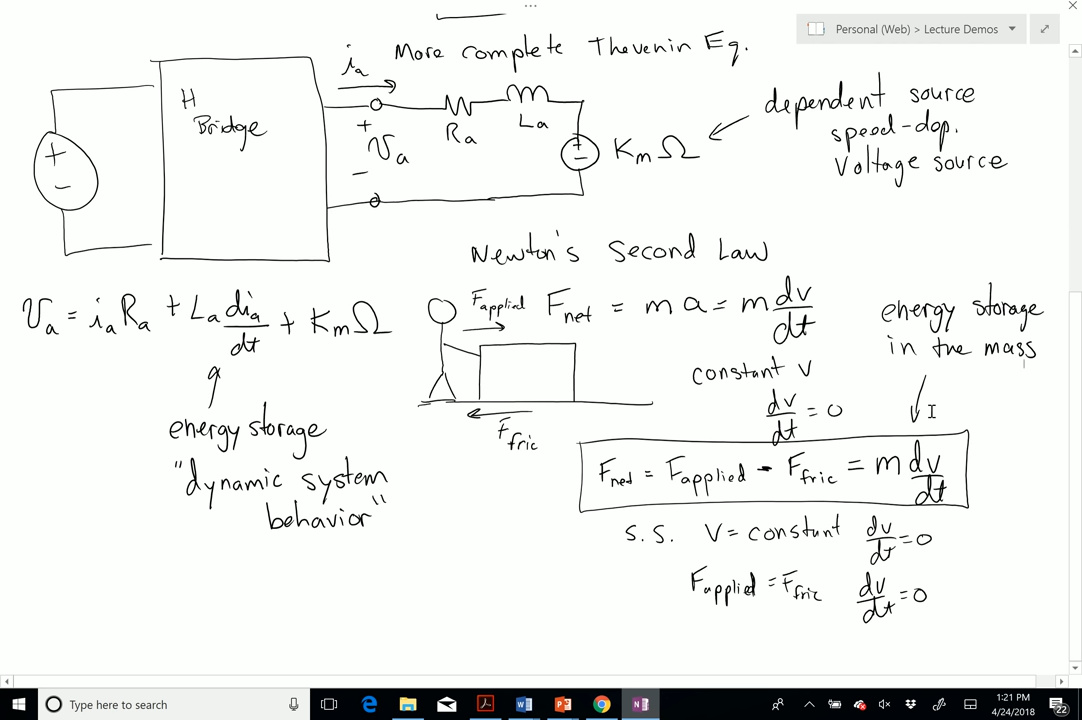 Personal (Web) > Lecture Demos
More complete Thevenin Eq.
H
Bridge
+
-
ia
+
Va
-
Ra
La
+
-
KmΩ
dependent source
speed-dep.
Voltage source
Newton's Second Law
Va = iaRa + La dia/dt + KmΩ
energy storage
"dynamic system
behavior"
Fapplied
Ffric
Fnet = ma = m dv/dt
constant v
dv/dt = 0
energy storage
in the mass
Fnet = Fapplied - Ffric = m dv/dt
S.S. V = constant dv/dt = 0
Fapplied = Ffric dv/dt = 0
Type here to search
1:21 PM
4/24/2018
22